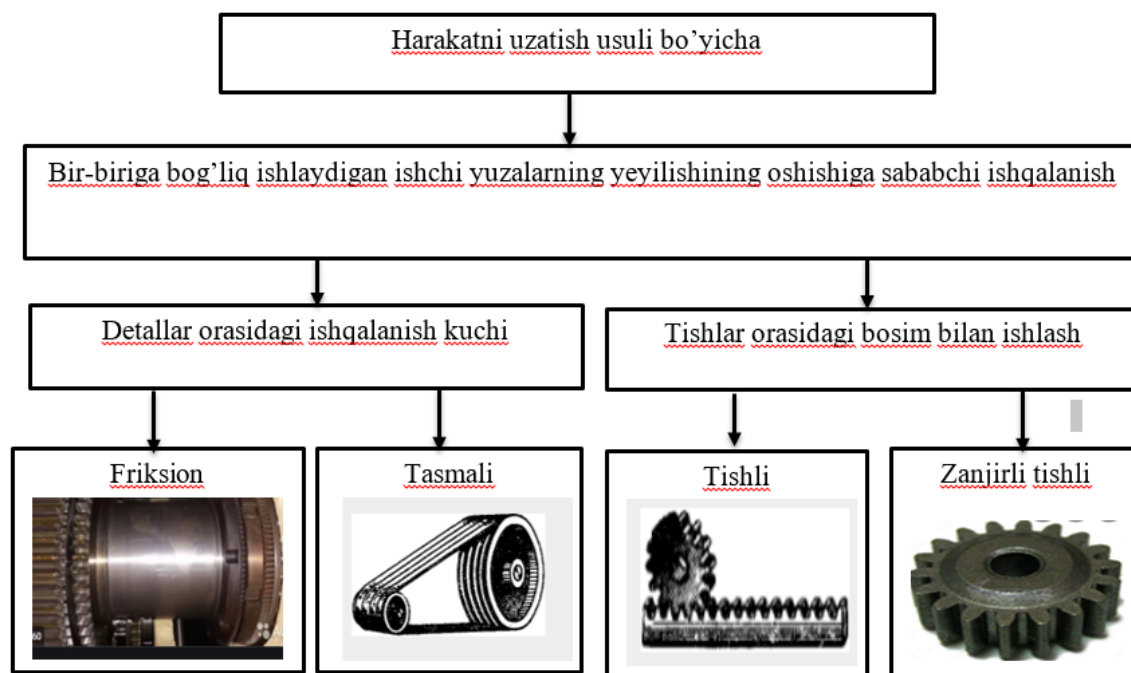 Harakatni uzatish usuli bo’yicha
Bir-biriga bog’liq ishlaydigan ishchi yuzalarning yeyilishining oshishiga sababchi ishqalanish
Detallar orasidagi ishqalanish kuchi
Tishlar orasidagi bosim bilan ishlash
Friksion
Tasmali
Tishli
Zanjirli tishli
60